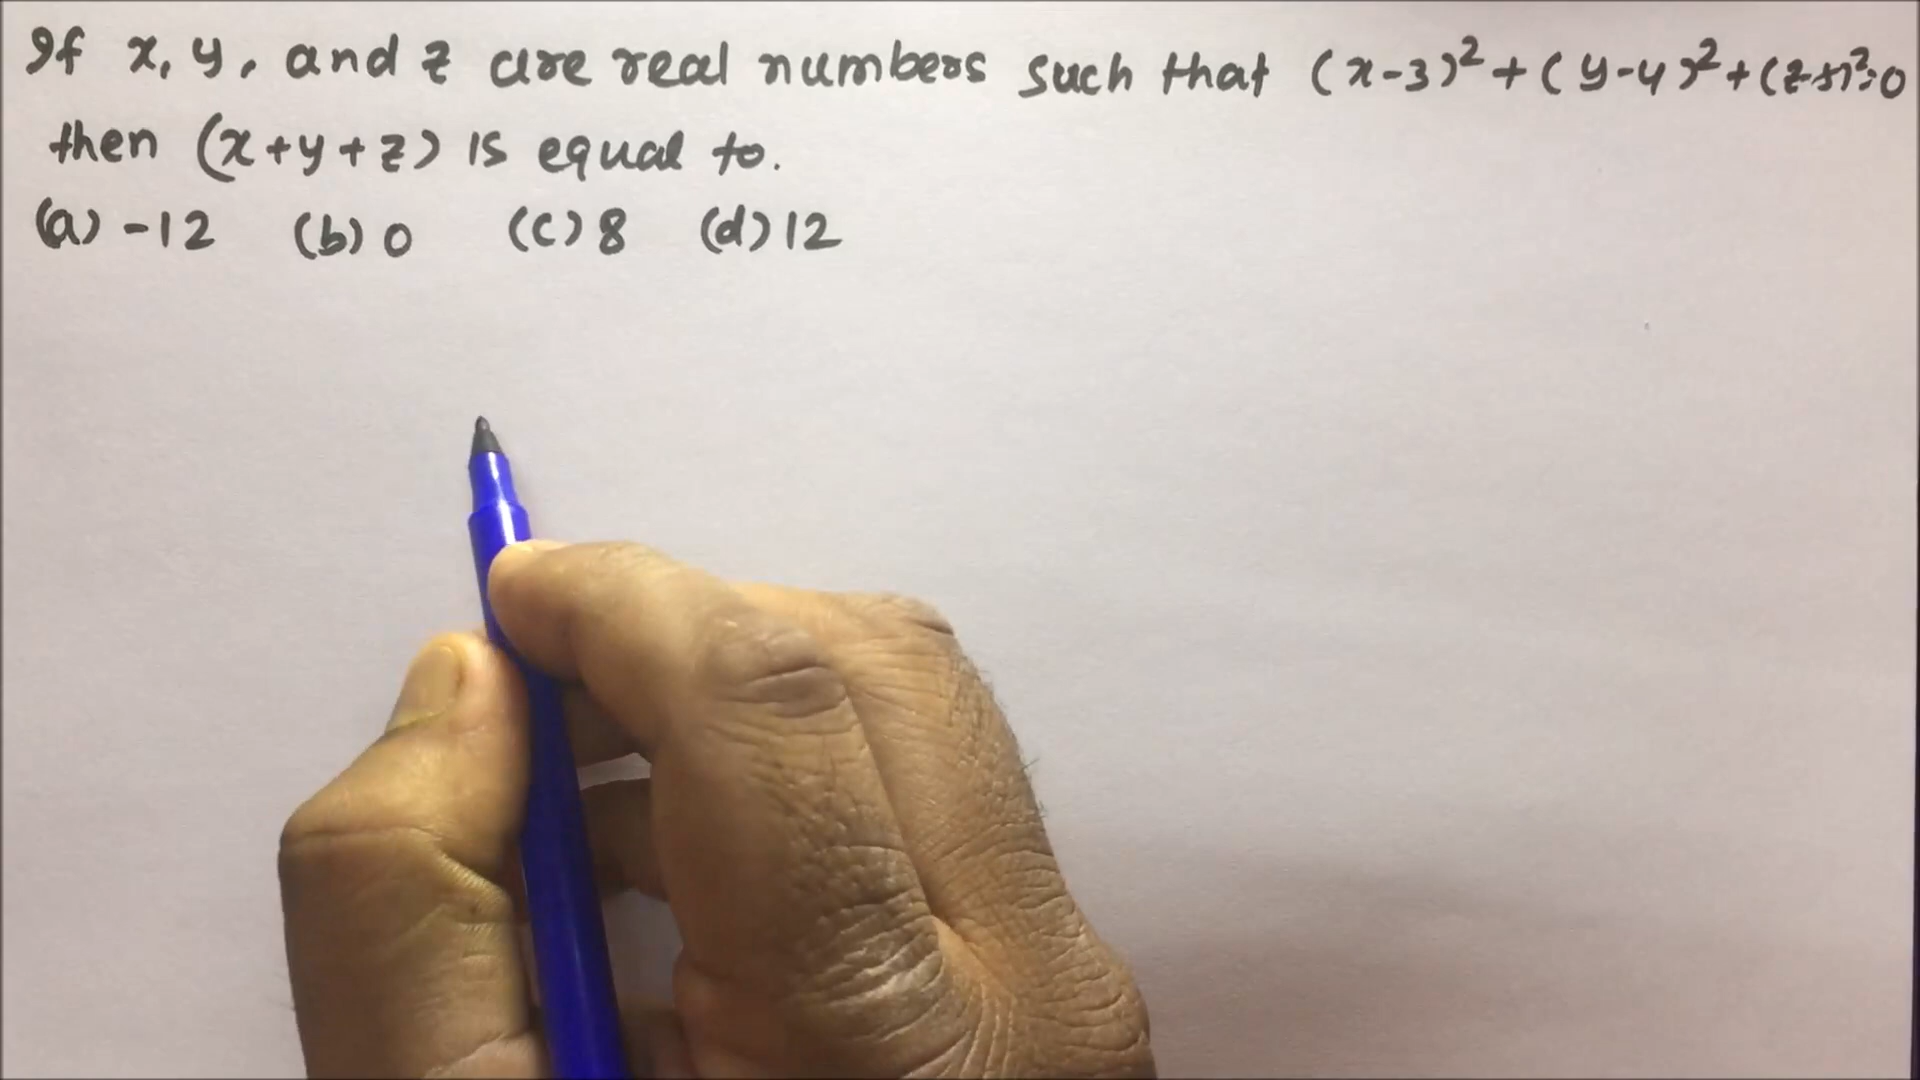 If x, y, and z are real numbers such that (x-3)²+(y-4)²+(z-5)²=0
then (x+y+z) is equal to.
(a) -12 (b) 0 (c) 8 (d) 12